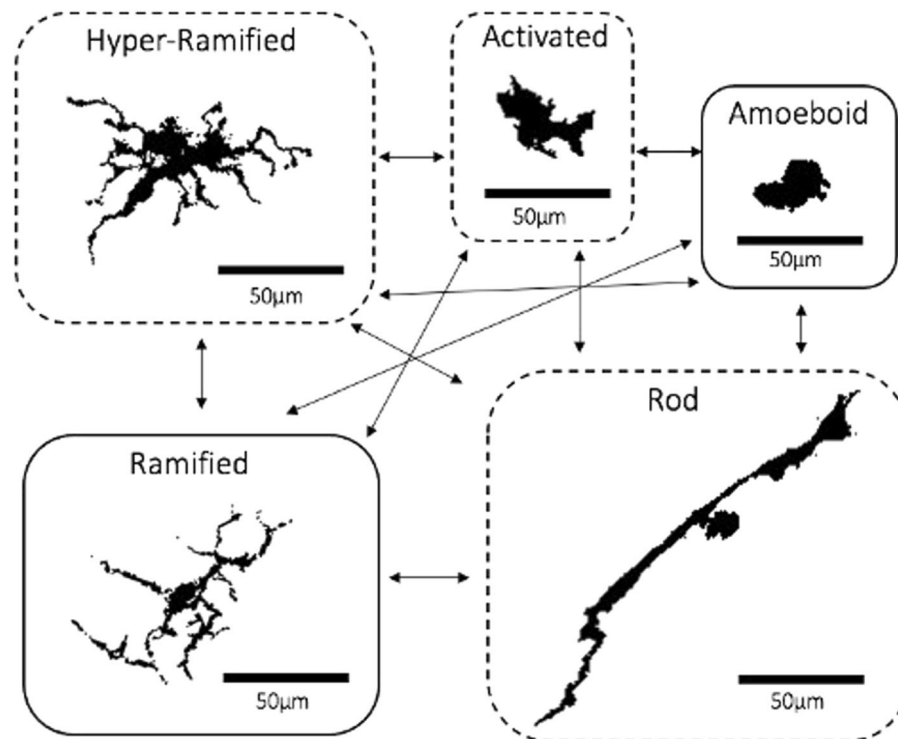 Hyper-Ramified
50μm
Activated
50μm
Amoeboid
50μm
Ramified
50μm
Rod
50μm